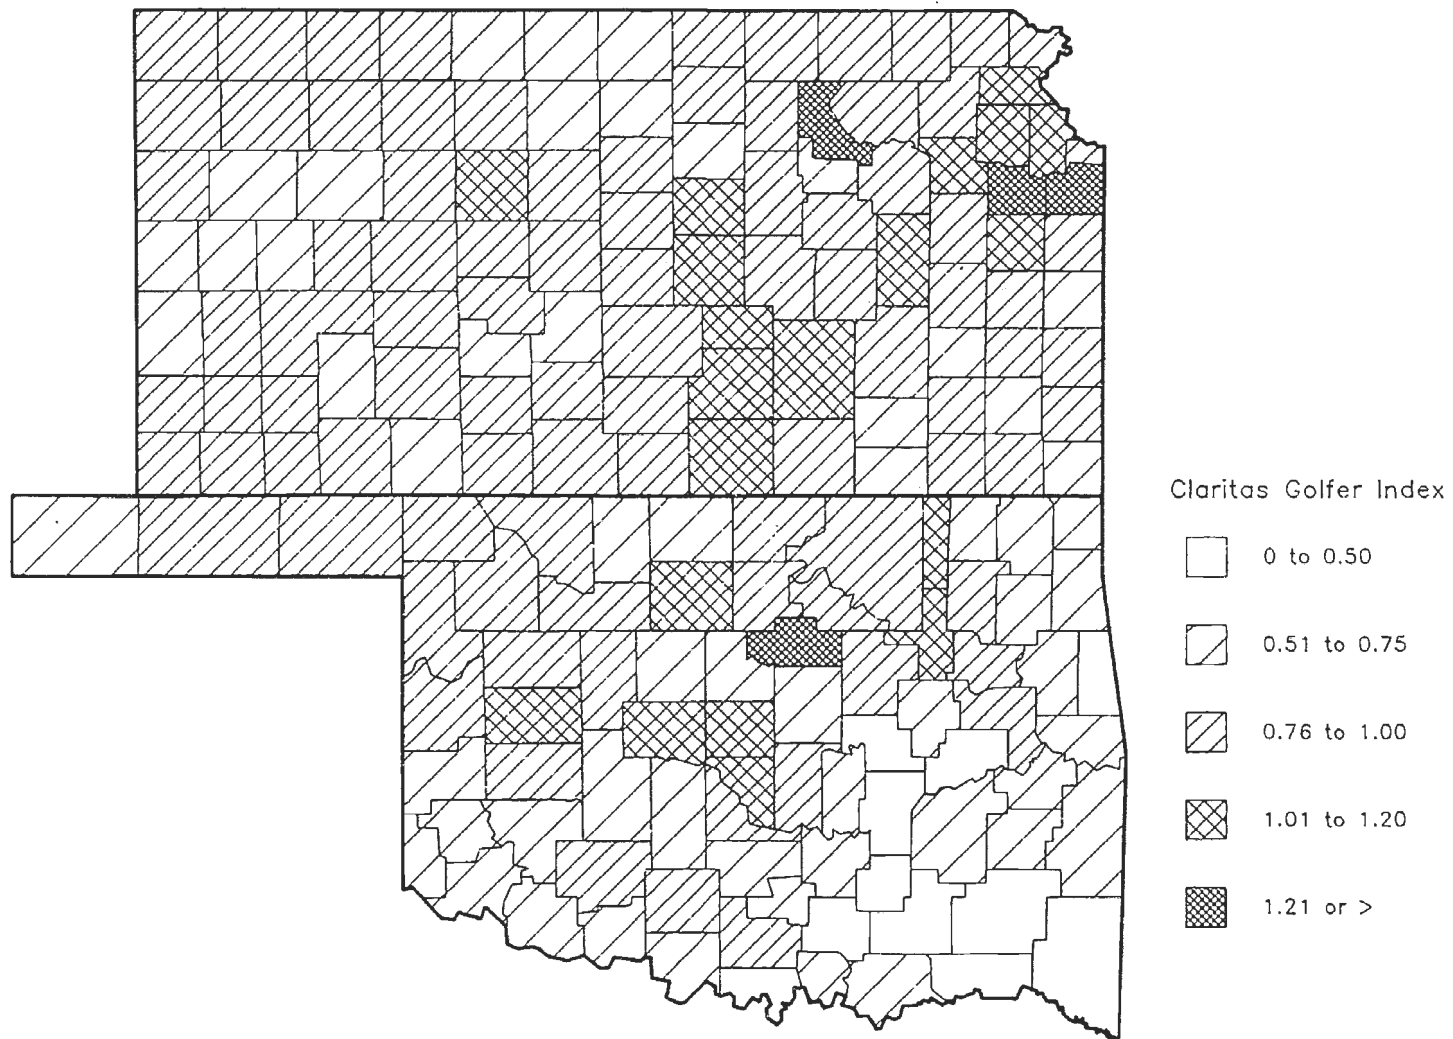 Claritas Golfer Index
0 to 0.50
0.51 to 0.75
0.76 to 1.00
1.01 to 1.20
1.21 or >